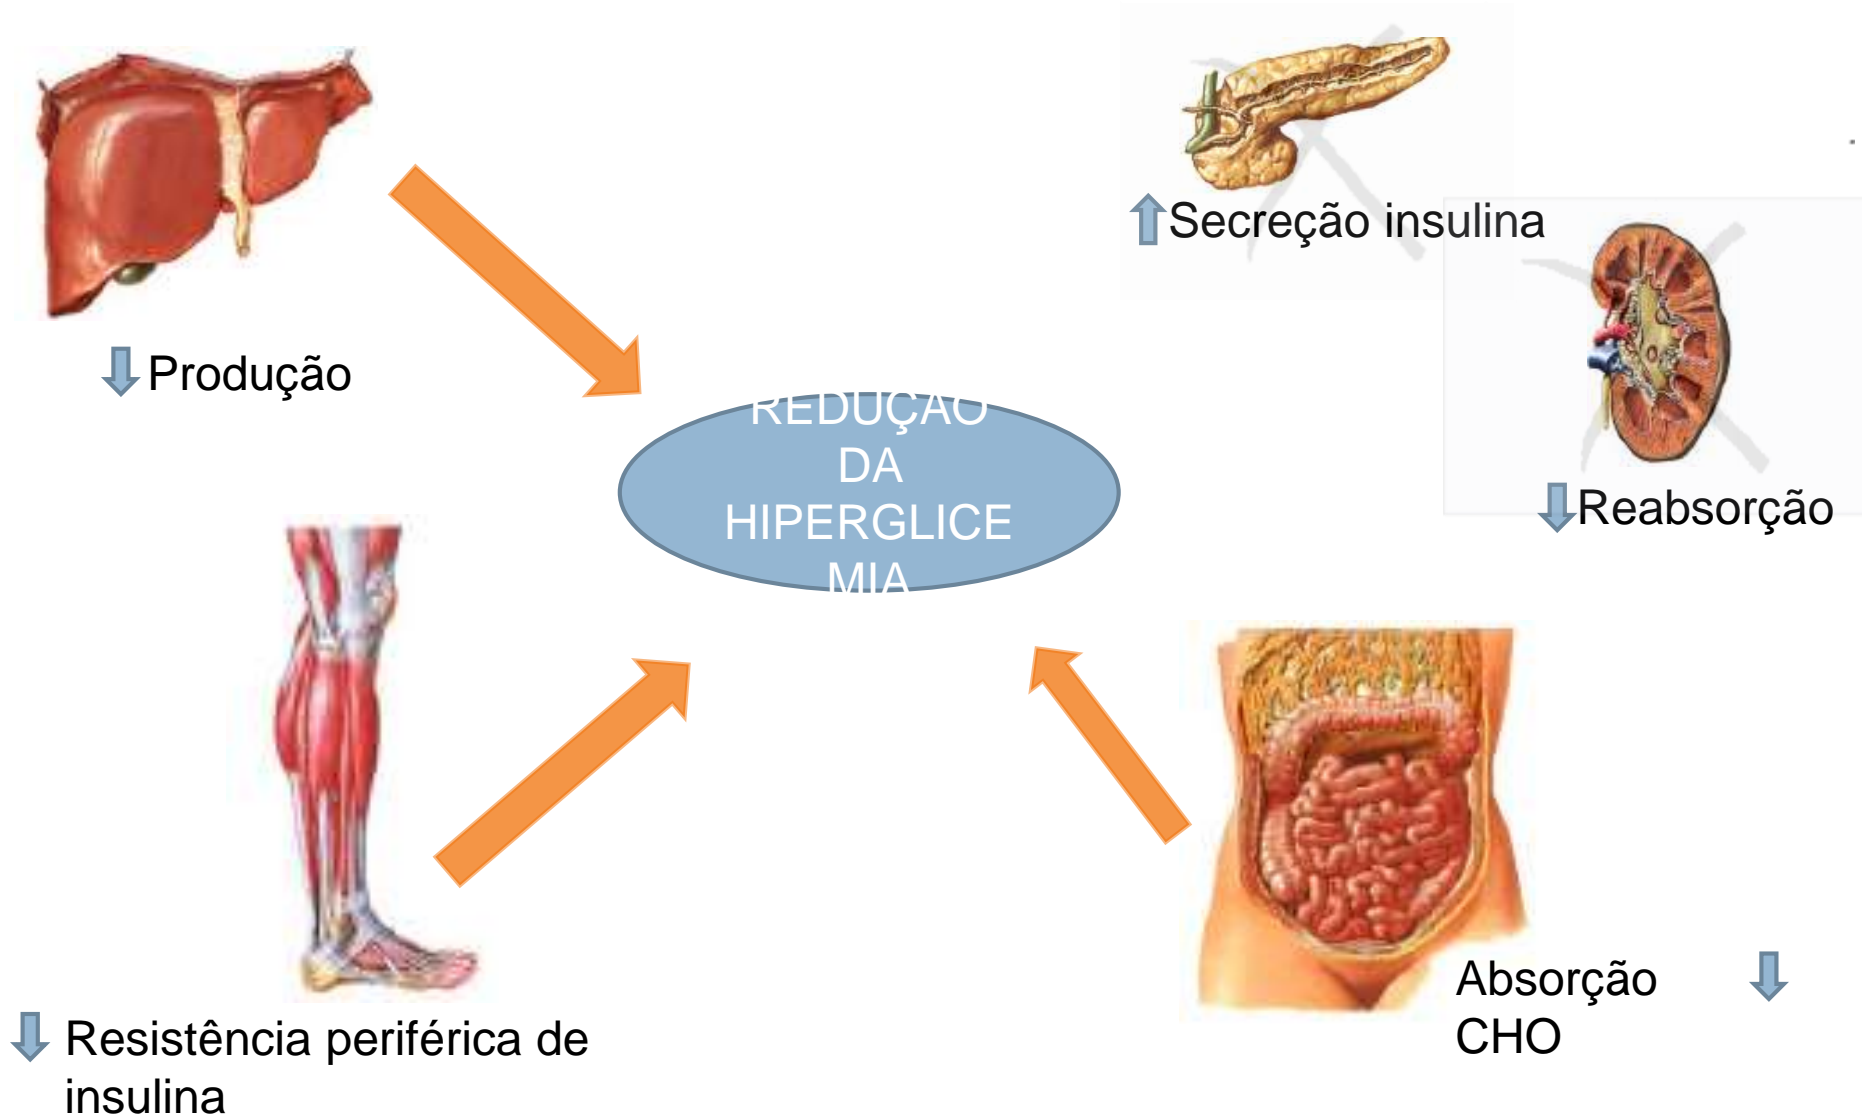 Secreção insulina
Produção
REDUÇÃO
DA
HIPERGLICE
MIA
Reabsorção
Absorção
CHO
Resistência periférica de
insulina